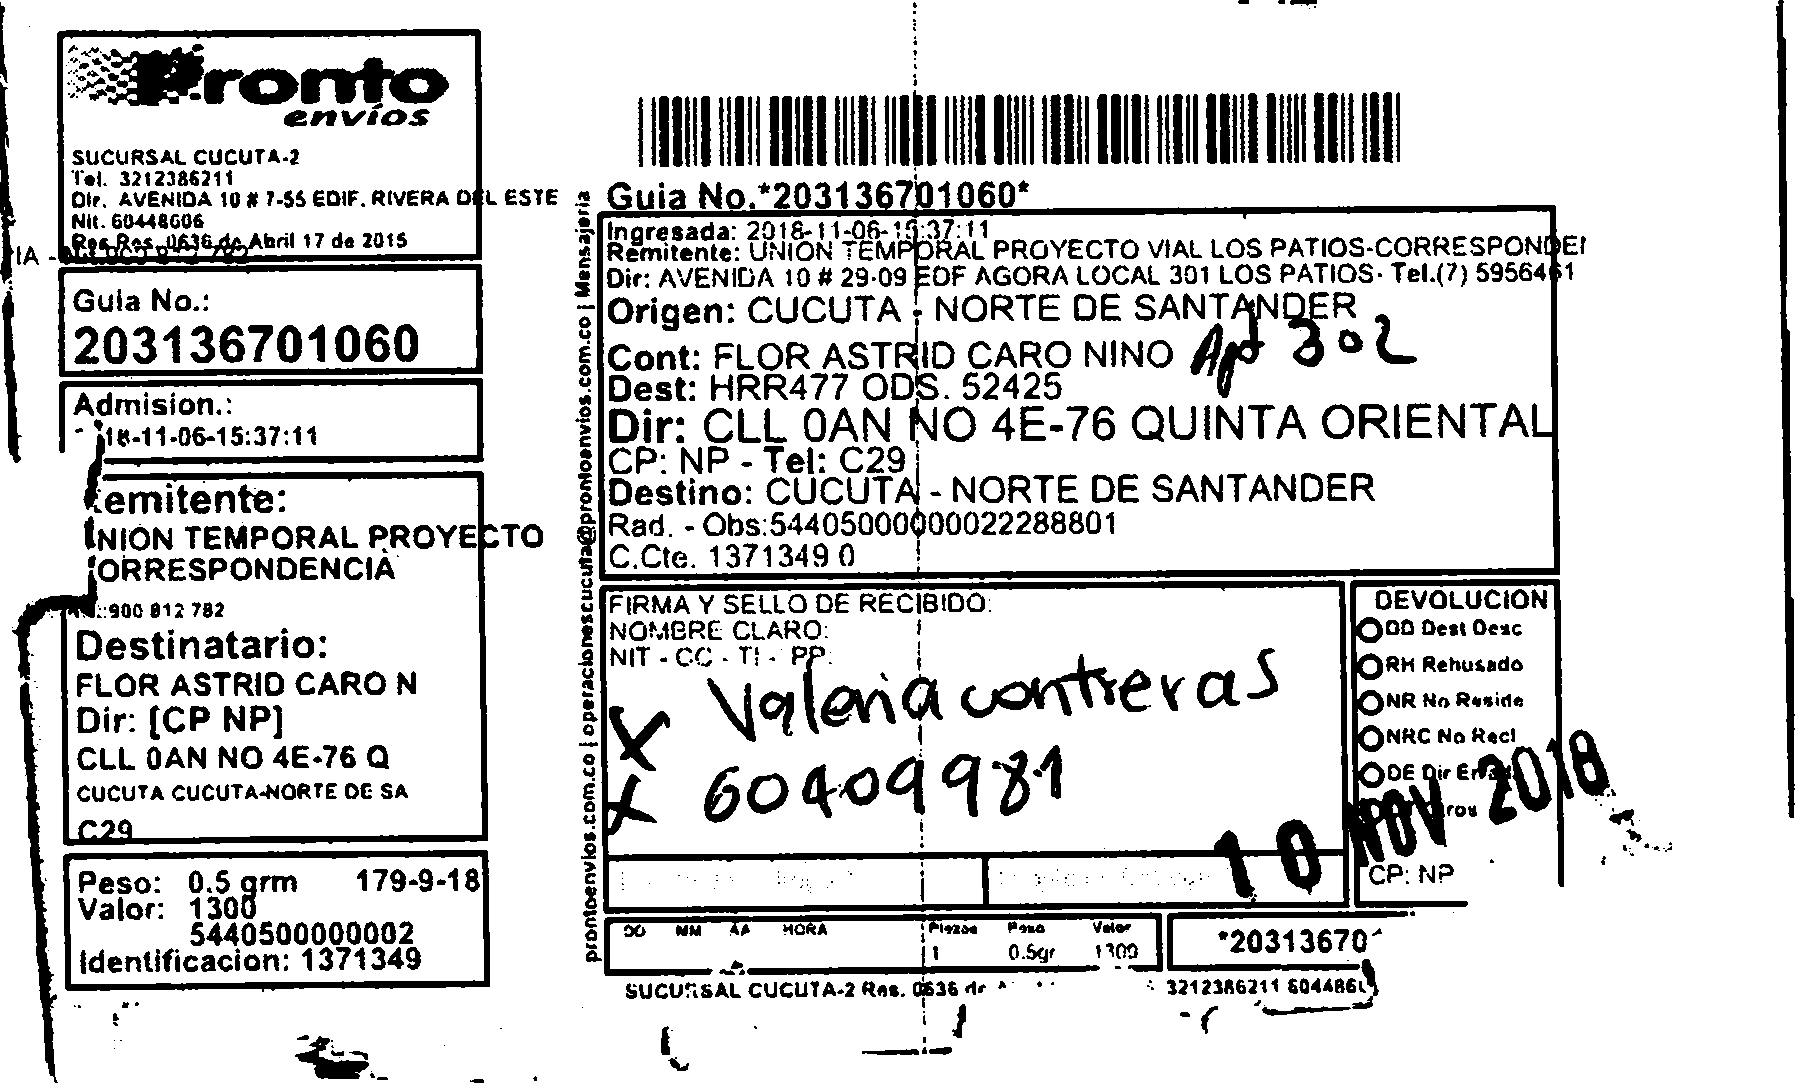 Pronto
envíos
SUCURSAL CUCUTA-2
Tel. 3212386211
Dir. AVENIDA 10 # 7-55 EDIF. RIVERA DEL ESTE
Nit. 60448606
Res Res. 0636 de Abril 17 de 2015
Guia No.:
203136701060
Admision.:
18-11-06-15:37:11
emitente:
NION TEMPORAL PROYECTO
ORRESPONDENCIA
:900 812 782
Destinatario:
FLOR ASTRID CARO N
Dir: [CP NP]
CLL 0AN NO 4E-76 Q
CUCUTA CUCUTA-NORTE DE SA
C29
Peso: 0.5 grm 179-9-18
Valor: 1300
5440500000002
Identificacion: 1371349
prontoenvios.com.co | operacionescucuta@prontoenvios.com.co | Mensajeria
Guia No.*203136701060*
Ingresada: 2018-11-06-15:37:11
Remitente: UNION TEMPORAL PROYECTO VIAL LOS PATIOS-CORRESPONDEI
Dir: AVENIDA 10 # 29-09 EDF AGORA LOCAL 301 LOS PATIOS- Tel.(7) 5956461
Origen: CUCUTA - NORTE DE SANTANDER
Cont: FLOR ASTRID CARO NINO Apt 302
Dest: HRR477 ODS. 52425
Dir: CLL 0AN NO 4E-76 QUINTA ORIENTAL
CP: NP - Tel: C29
Destino: CUCUTA - NORTE DE SANTANDER
Rad. - Obs:54405000000022288801
C.Cte. 1371349 0
FIRMA Y SELLO DE RECIBIDO:
NOMBRE CLARO:
NIT - CC - TI - PP:
X Valeria contreras
X 60409981
DEVOLUCION
DD Dest Desc
RH Rehusado
NR No Reside
NRC No Recl
DE Dir Errada
ros
10 NOV 2018
CP: NP
DD MM AA HORA Piezas Peso Valor
1 0.5gr 1300
*20313670
SUCURSAL CUCUTA-2 Res. 0636 de
3212386211 604486